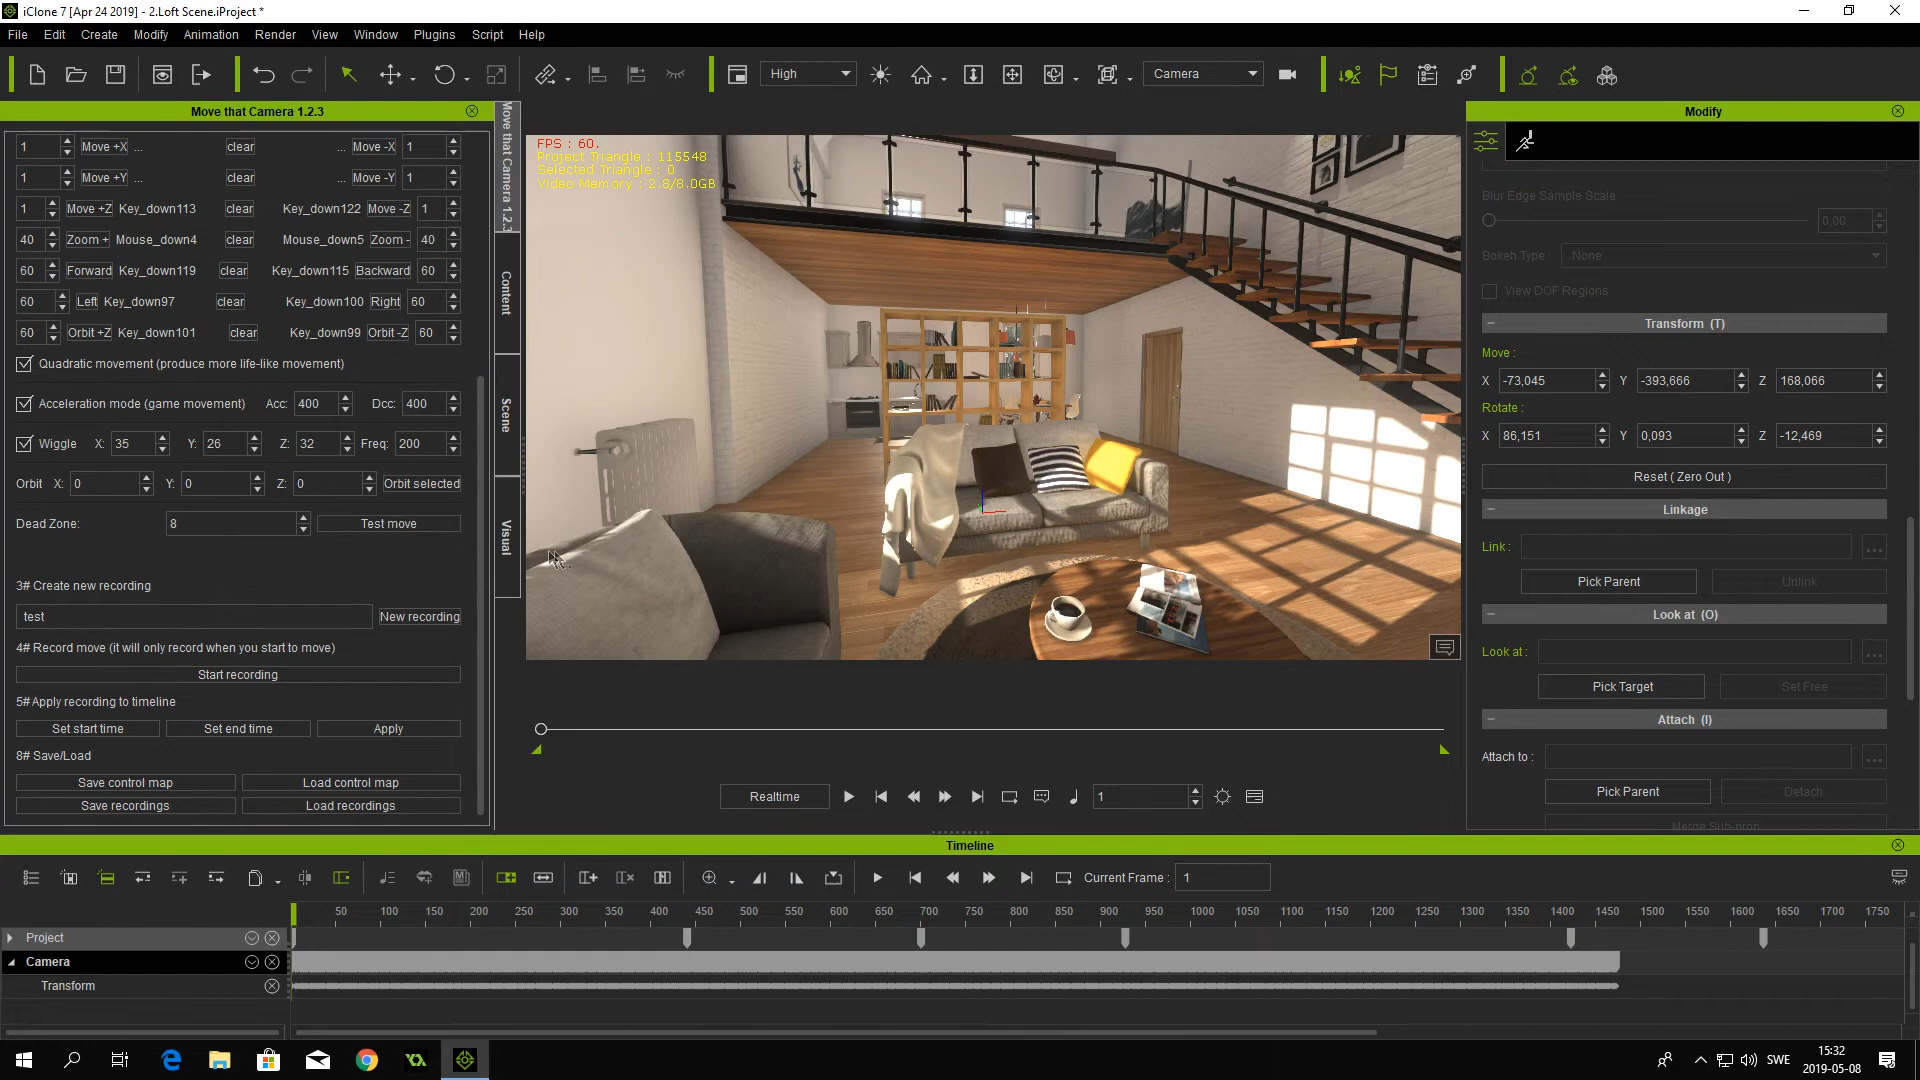 iClone 7 [Apr 24 2019] - 2.Loft Scene.iProject *
File Edit Create Modify Animation Render View Window Plugins Script Help
High Camera
Move that Camera 1.2.3
1 Move +X ... clear ... Move -X 1
1 Move +Y ... clear ... Move -Y 1
1 Move +Z Key_down113 clear Key_down122 Move -Z 1
40 Zoom + Mouse_down4 clear Mouse_down5 Zoom - 40
60 Forward Key_down119 clear Key_down115 Backward 60
60 Left Key_down97 clear Key_down100 Right 60
60 Orbit +Z Key_down101 clear Key_down99 Orbit -Z 60
Quadratic movement (produce more life-like movement)
Acceleration mode (game movement) Acc: 400 Dcc: 400
Wiggle X: 35 Y: 26 Z: 32 Freq: 200
Orbit X: 0 Y: 0 Z: 0 Orbit selected
Dead Zone: 8 Test move
3# Create new recording
test New recording
4# Record move (it will only record when you start to move)
Start recording
5# Apply recording to timeline
Set start time Set end time Apply
8# Save/Load
Save control map Load control map
Save recordings Load recordings
Move that Camera 1.2.3
Content
Scene
Visual
FPS : 60.
Project Triangle : 115548
Selected Triangle : 0
Video Memory : 2.8/8.0GB
Realtime 1
Modify
Blur Edge Sample Scale
0,00
Bokeh Type : None
View DOF Regions
Transform (T)
Move :
X -73,045 Y -393,666 Z 168,066
Rotate :
X 86,151 Y 0,093 Z -12,469
Reset ( Zero Out )
Linkage
Link : ...
Pick Parent Unlink
Look at (O)
Look at : ...
Pick Target Set Free
Attach (I)
Attach to : ...
Pick Parent Detach
Merge Sub-prop
Timeline
Current Frame : 1
50 100 150 200 250 300 350 400 450 500 550 600 650 700 750 800 850 900 950 1000 1050 1100 1150 1200 1250 1300 1350 1400 1450 1500 1550 1600 1650 1700 1750
Project
Camera
Transform
SWE
15:32
2019-05-08